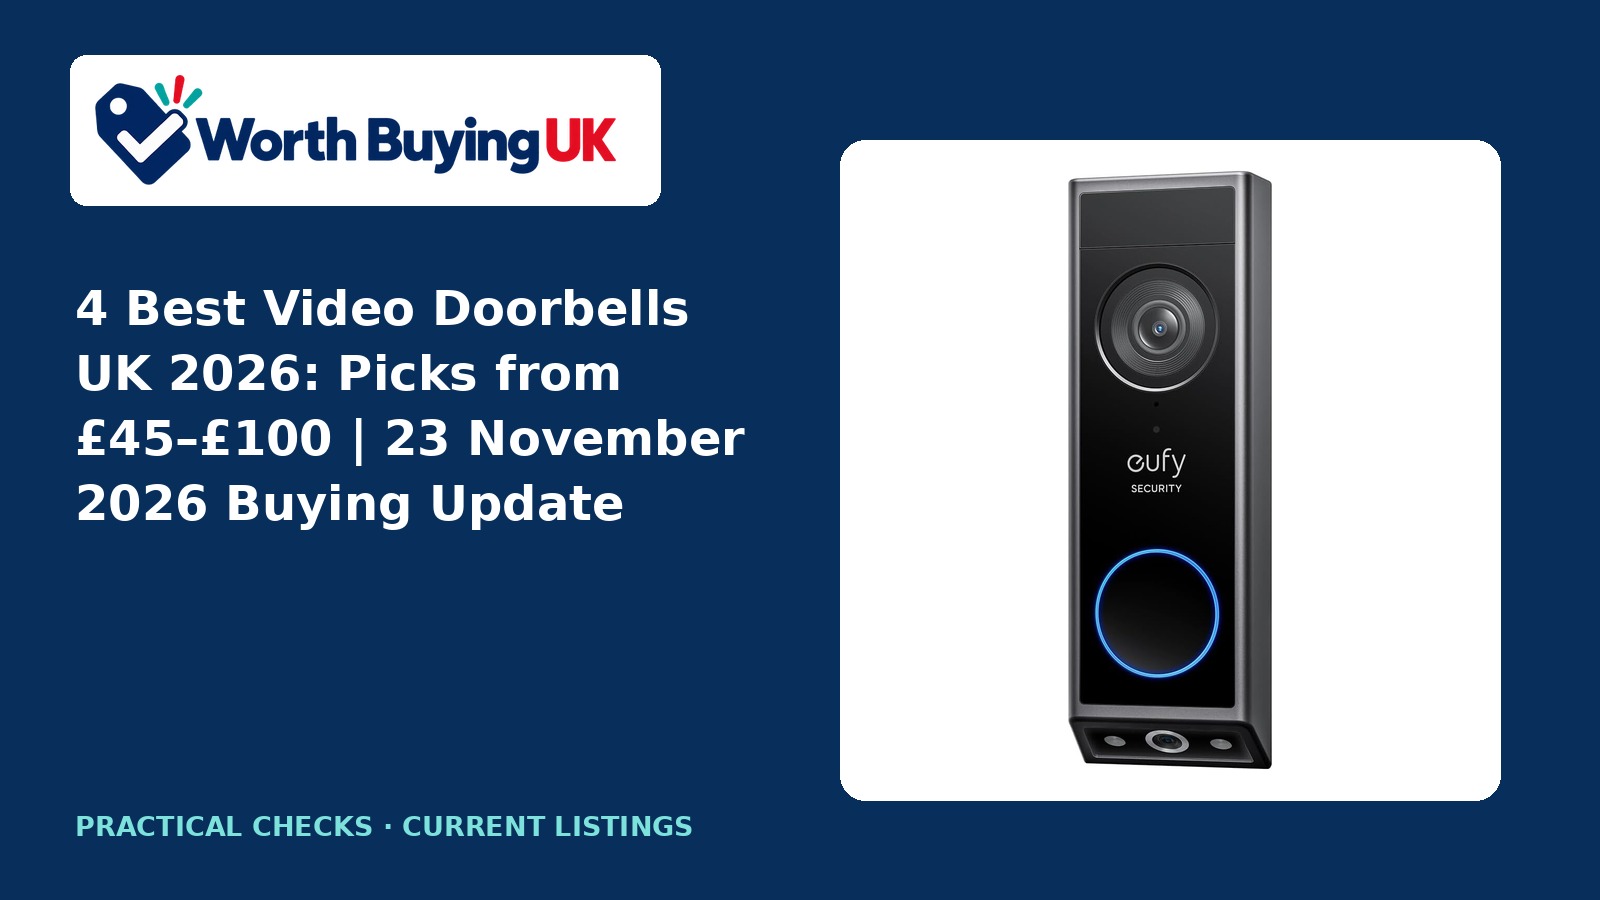 Worth Buying UK
4 Best Video Doorbells
UK 2026: Picks from
£45–£100 | 23 November
2026 Buying Update
eufy
SECURITY
PRACTICAL CHECKS · CURRENT LISTINGS